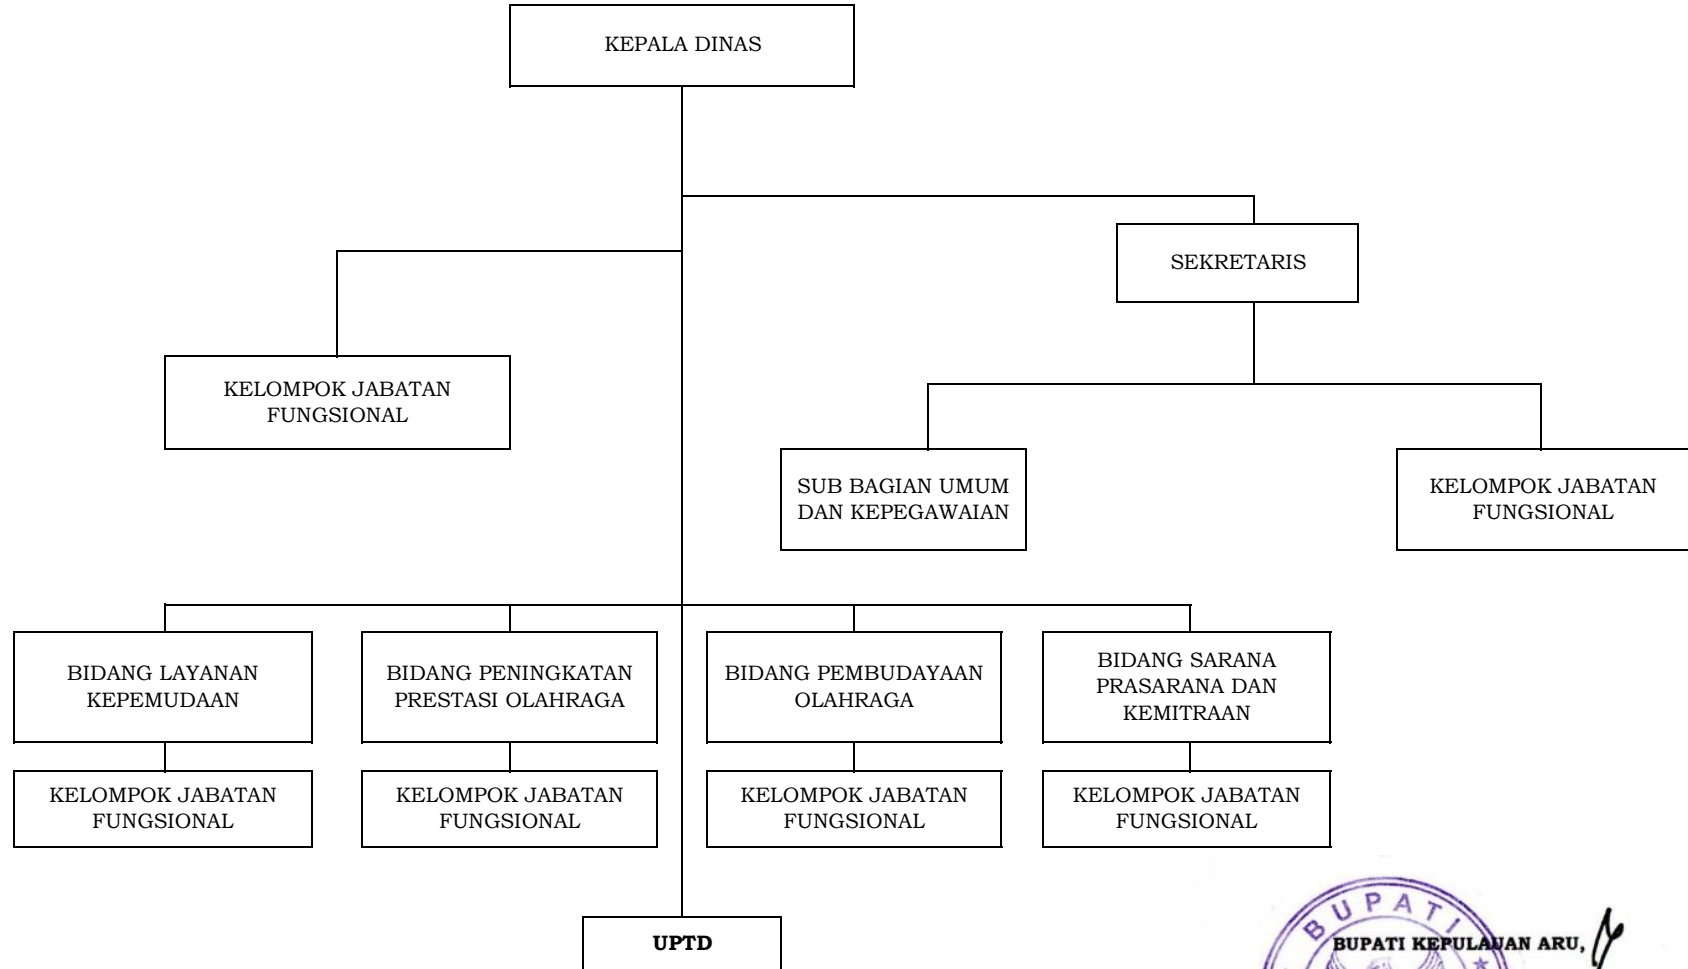 KEPALA DINAS
SEKRETARIS
KELOMPOK JABATAN
FUNGSIONAL
SUB BAGIAN UMUM
DAN KEPEGAWAIAN
KELOMPOK JABATAN
FUNGSIONAL
BIDANG LAYANAN
KEPEMUDAAN
BIDANG PENINGKATAN
PRESTASI OLAHRAGA
BIDANG PEMBUDAYAAN
OLAHRAGA
BIDANG SARANA
PRASARANA DAN
KEMITRAAN
KELOMPOK JABATAN
FUNGSIONAL
KELOMPOK JABATAN
FUNGSIONAL
KELOMPOK JABATAN
FUNGSIONAL
KELOMPOK JABATAN
FUNGSIONAL
UPTD
BUPATI
BUPATI KEPULAUAN ARU,